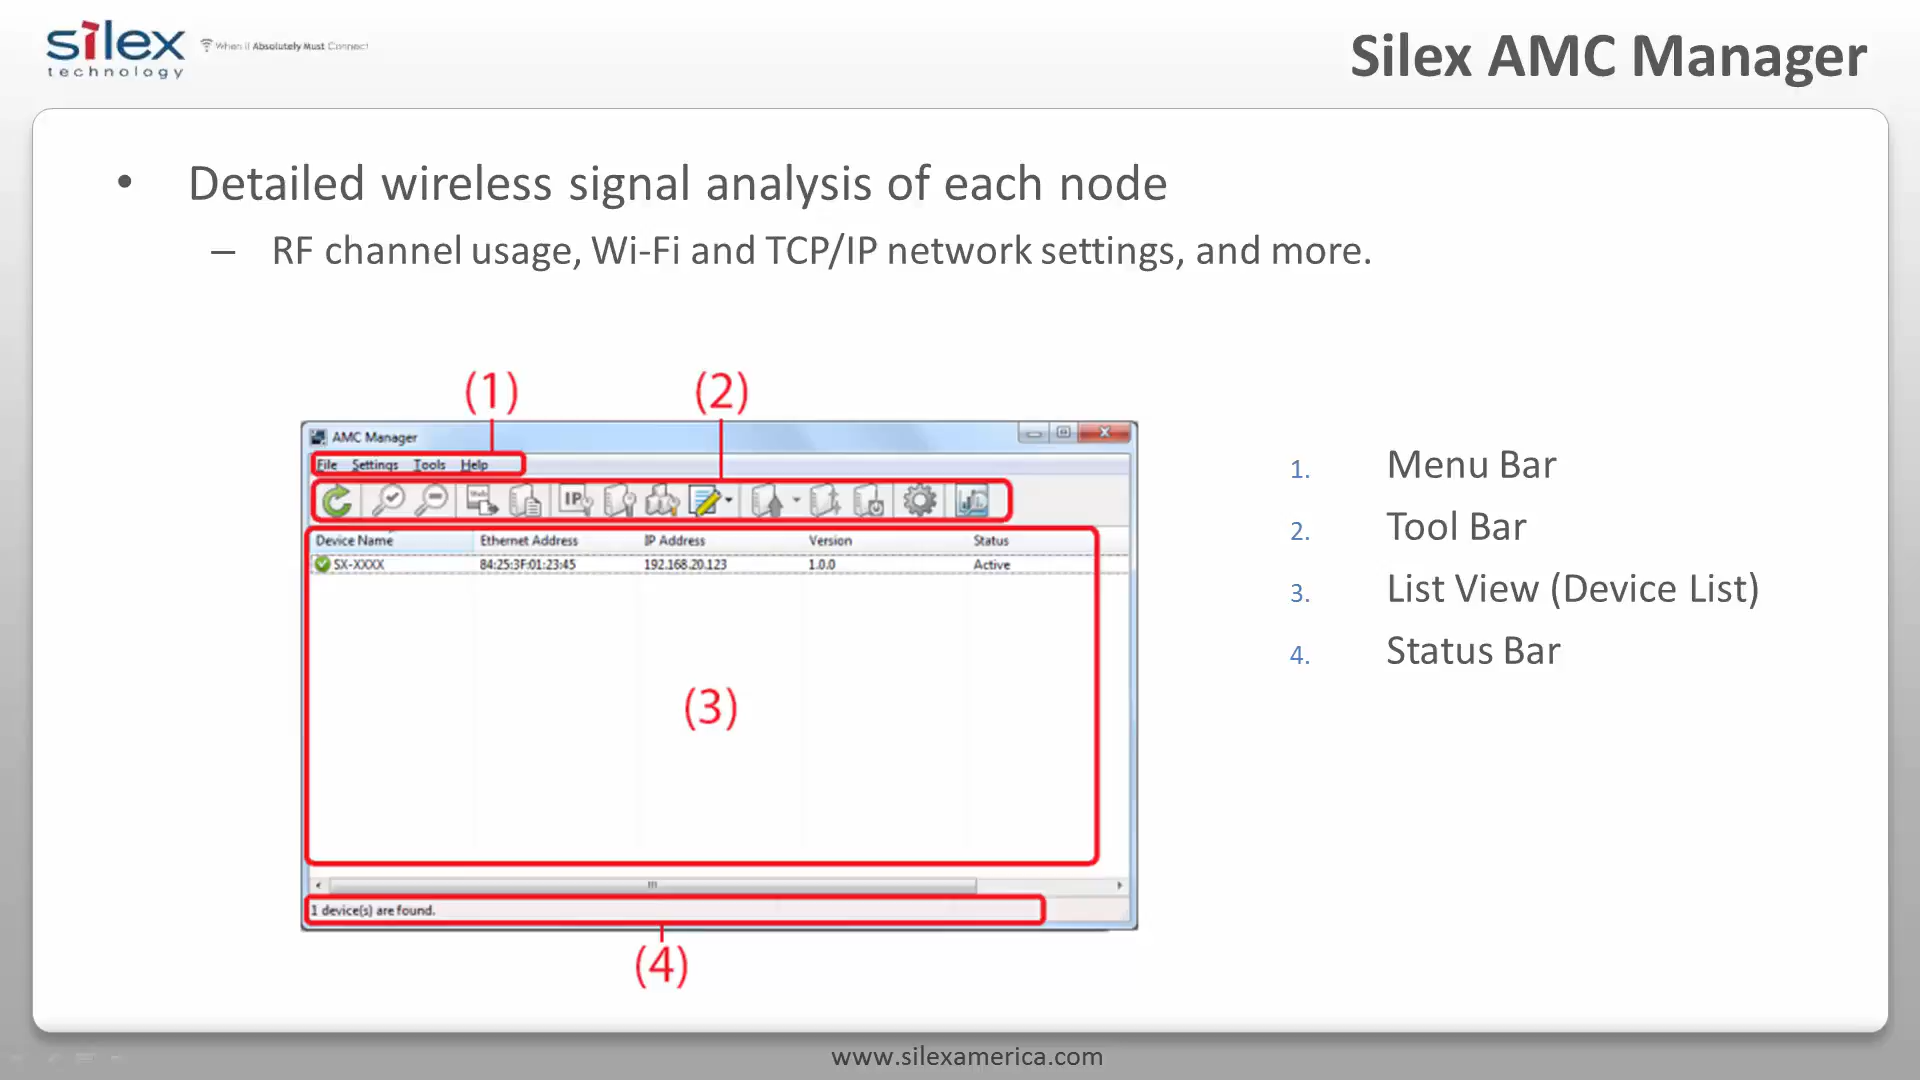 silex
technology
When it Absolutely Must Connect
Silex AMC Manager
• Detailed wireless signal analysis of each node
– RF channel usage, Wi-Fi and TCP/IP network settings, and more.
(1) (2)
AMC Manager
File Settings Tools Help
Web IP
Device Name Ethernet Address IP Address Version Status
SX-XXXX 84:25:3F:01:23:45 192.168.20.123 1.0.0 Active
(3)
1 device(s) are found.
(4)
1. Menu Bar
2. Tool Bar
3. List View (Device List)
4. Status Bar
www.silexamerica.com